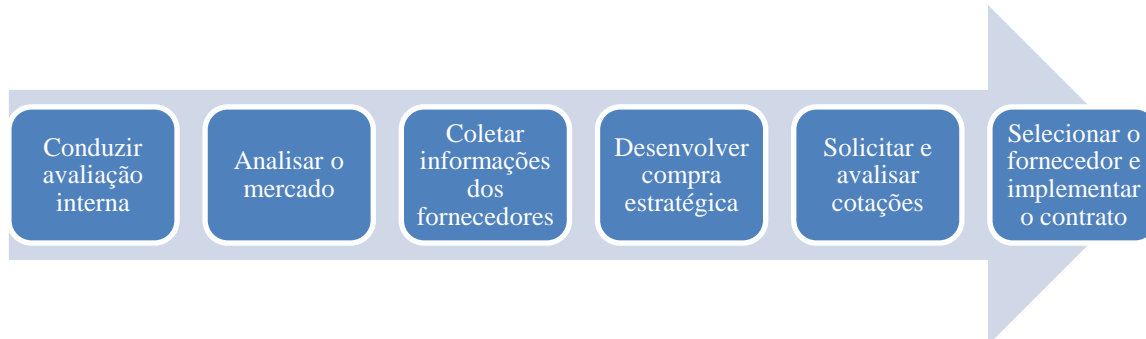 Conduzir
avaliação
interna
Analisar o
mercado
Coletar
informações
dos
fornecedores
Desenvolver
compra
estratégica
Solicitar e
avalisar
cotações
Selecionar o
fornecedor e
implementar
o contrato